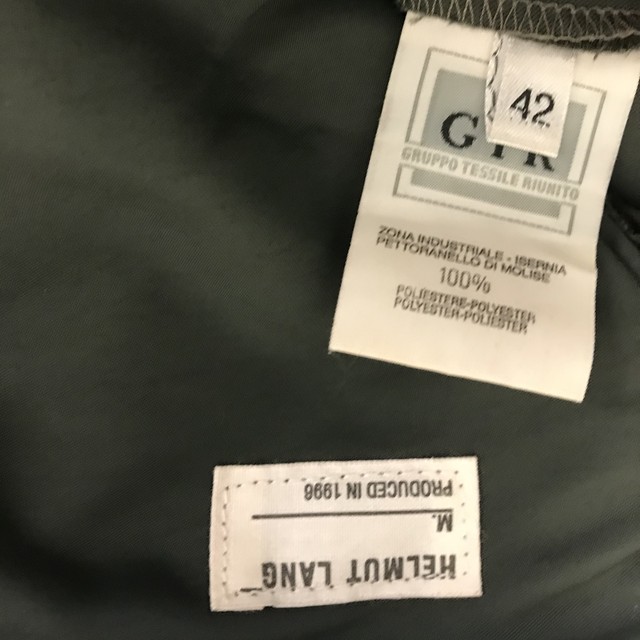 42
GTR
GRUPPO TESSILE RIUNITO
ZONA INDUSTRIALE - ISERNIA
PETTORANELLO DI MOLISE
100%
POLIESTERE-POLYESTER
POLYESTER-POLIESTER
HELMUT LANG
M.
PRODUCED IN 1996